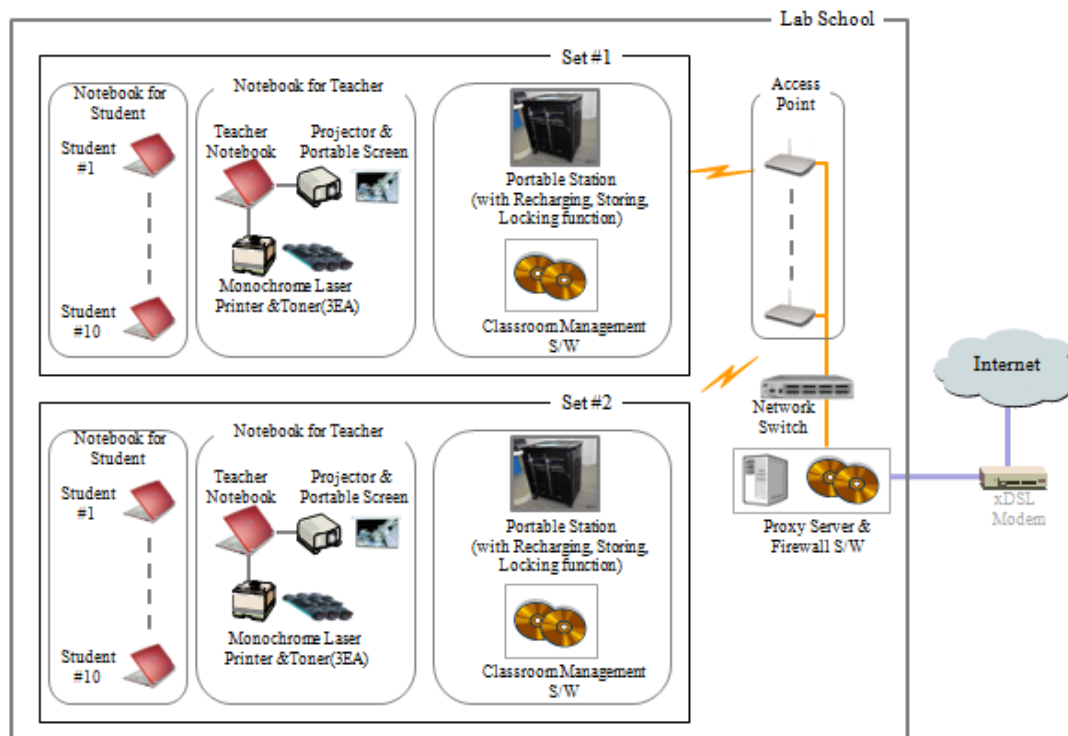 Lab School
Set #1
Notebook for
Student
Student
#1
Student
#10
Notebook for Teacher
Teacher
Notebook
Projector &
Portable Screen
Monochrome Laser
Printer &Toner(3EA)
Portable Station
(with Recharging, Storing,
Locking function)
Classroom Management
S/W
Access
Point
Set #2
Notebook for
Student
Student
#1
Student
#10
Notebook for Teacher
Teacher
Notebook
Projector &
Portable Screen
Monochrome Laser
Printer &Toner(3EA)
Portable Station
(with Recharging, Storing,
Locking function)
Classroom Management
S/W
Network
Switch
Proxy Server &
Firewall S/W
Internet
xDSL
Modem